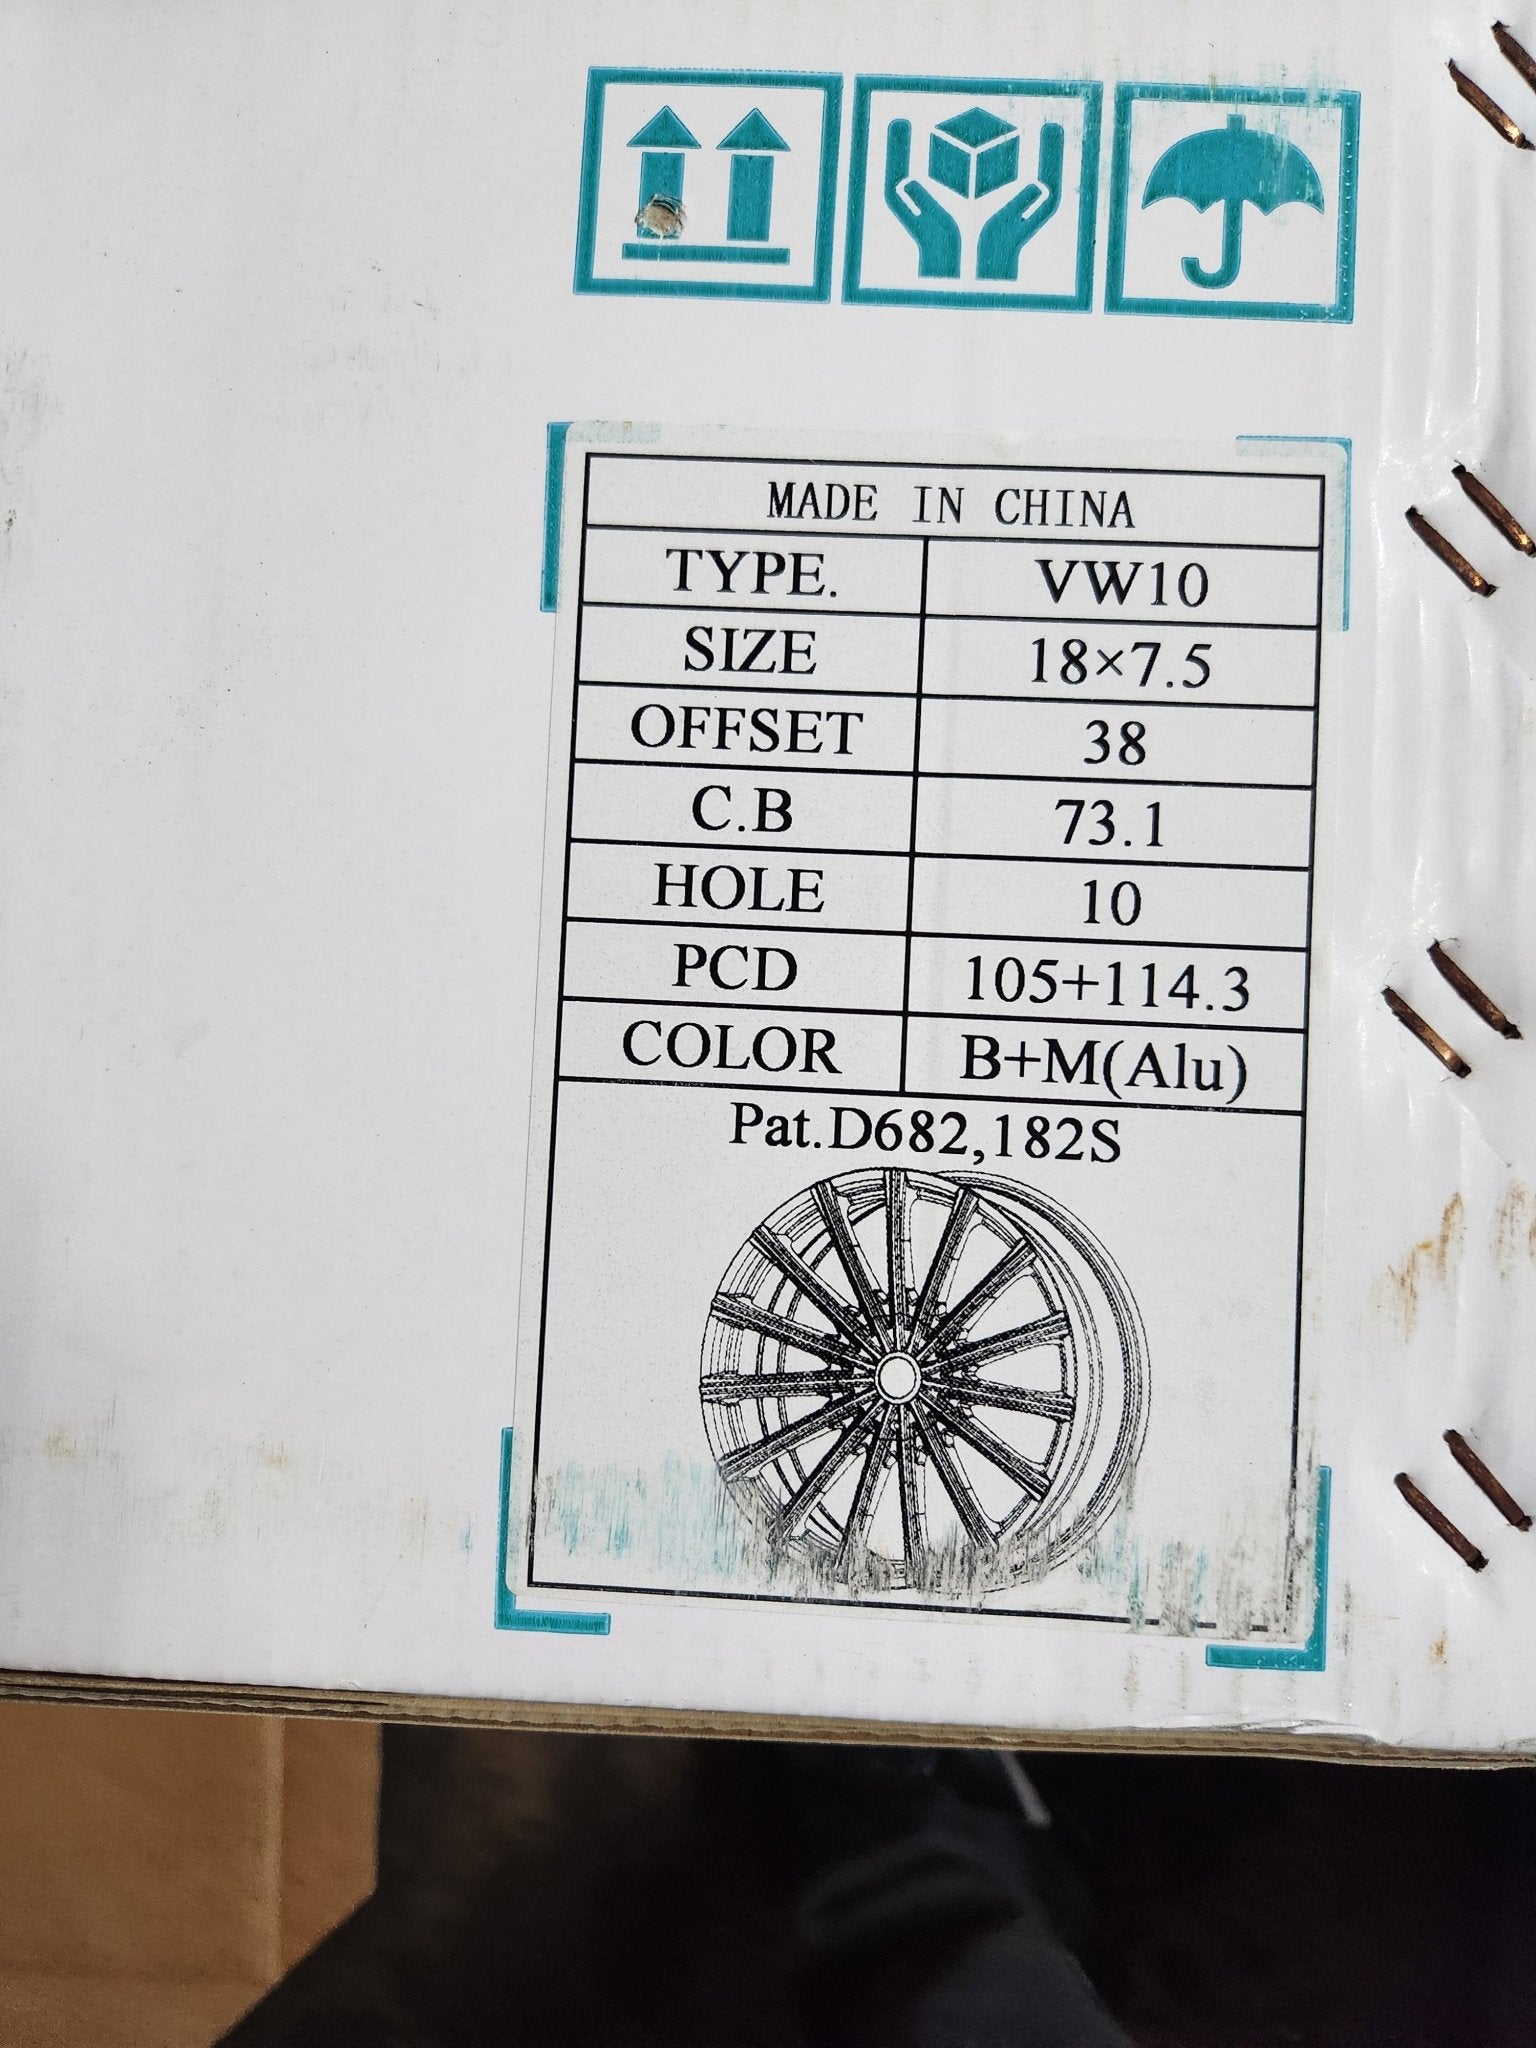 MADE IN CHINA
TYPE. VW10
SIZE 18×7.5
OFFSET 38
C.B 73.1
HOLE 10
PCD 105+114.3
COLOR B+M(Alu)
Pat.D682,182S